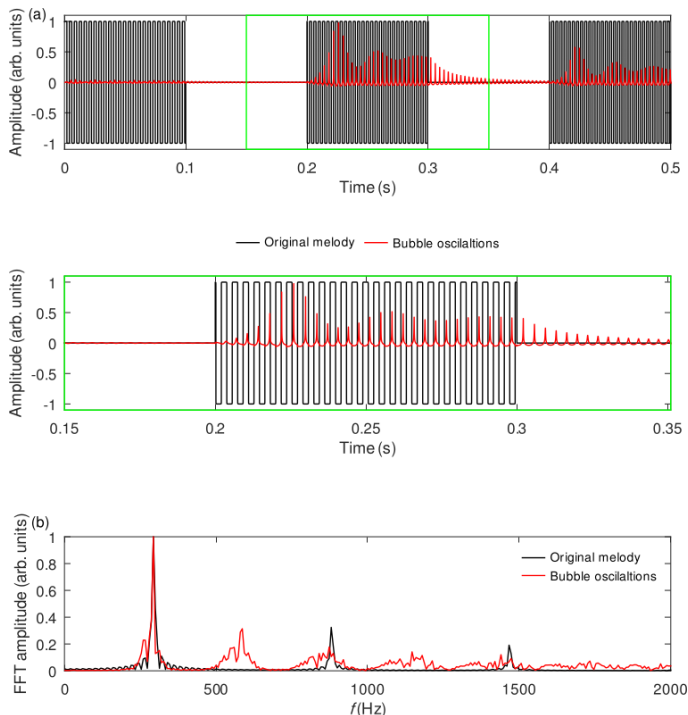 (a)
Amplitude (arb. units)
1
0.5
0
-0.5
-1
0 0.1 0.2 0.3 0.4 0.5
Time (s)
Original melody Bubble oscilaltions
Amplitude (arb. units)
1
0.5
0
-0.5
-1
0.15 0.2 0.25 0.3 0.35
Time (s)
(b)
FFT amplitude (arb. units)
1
0.8
0.6
0.4
0.2
0
Original melody
Bubble oscilaltions
0 500 1000 1500 2000
f(Hz)